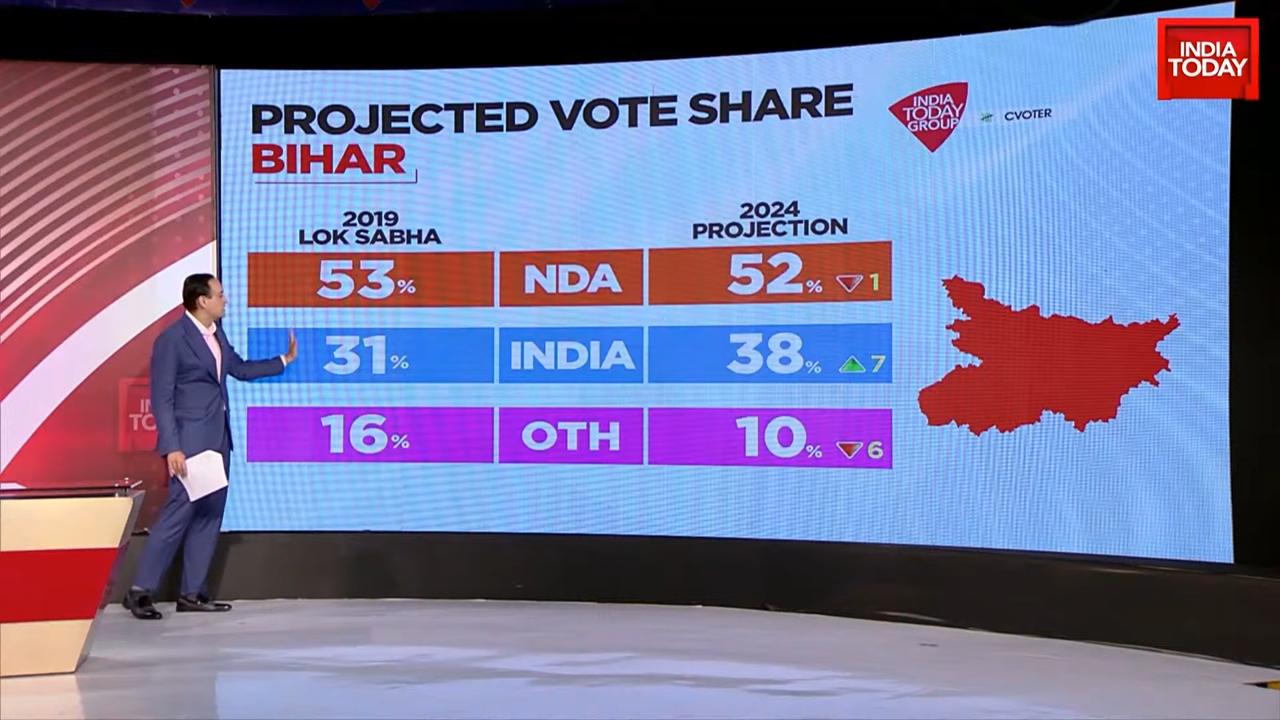 INDIA
TODAY
PROJECTED VOTE SHARE
BIHAR
INDIA
TODAY
GROUP
CVOTER
2019
LOK SABHA
2024
PROJECTION
53% NDA 52% 1
31% INDIA 38% 7
16% OTH 10% 6